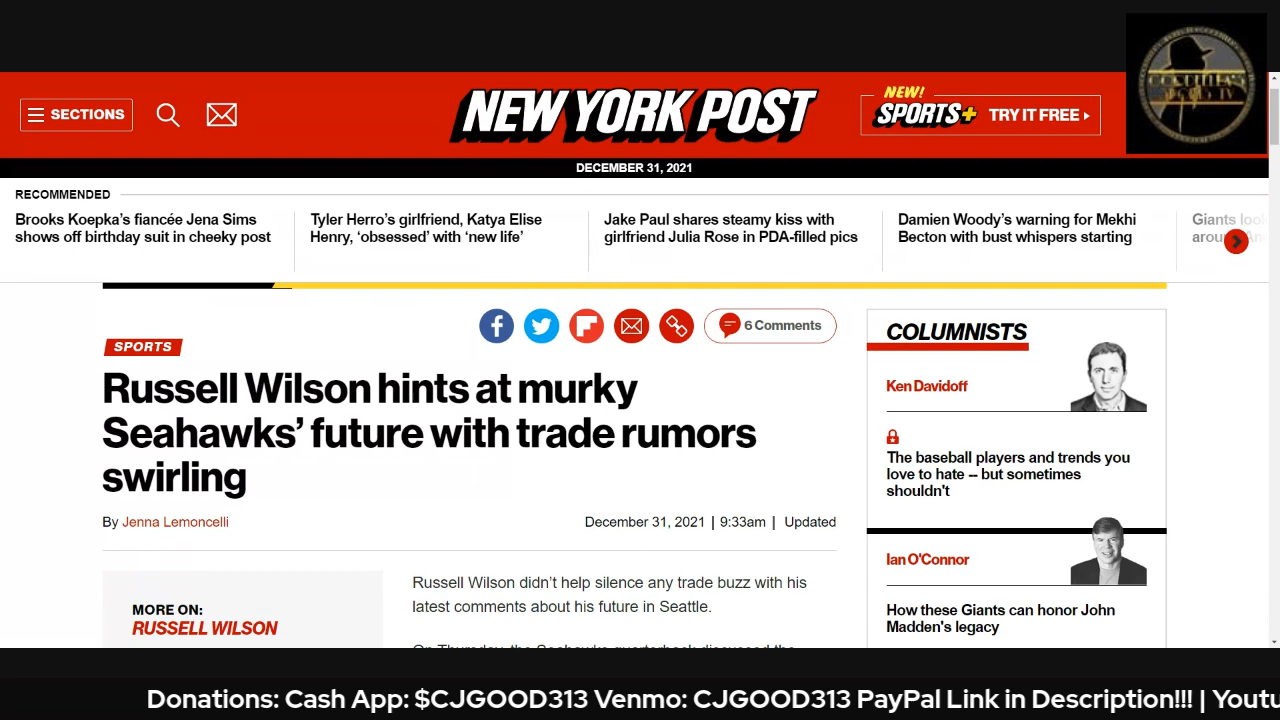 SECTIONS
NEW YORK POST
NEW!
SPORTS+ TRY IT FREE
DECEMBER 31, 2021
RECOMMENDED
Brooks Koepka's fiancée Jena Sims
shows off birthday suit in cheeky post
Tyler Herro's girlfriend, Katya Elise
Henry, 'obsessed' with 'new life'
Jake Paul shares steamy kiss with
girlfriend Julia Rose in PDA-filled pics
Damien Woody's warning for Mekhi
Becton with bust whispers starting
Giants
6 Comments
SPORTS
Russell Wilson hints at murky
Seahawks' future with trade rumors
swirling
By Jenna Lemoncelli
December 31, 2021 | 9:33am | Updated
MORE ON:
RUSSELL WILSON
Russell Wilson didn't help silence any trade buzz with his
latest comments about his future in Seattle.
On Thursday, the Seahawks quarterback discussed the
COLUMNISTS
Ken Davidoff
The baseball players and trends you
love to hate – but sometimes
shouldn't
Ian O'Connor
How these Giants can honor John
Madden's legacy
Donations: Cash App: $CJGOOD313 Venmo: CJGOOD313 PayPal Link in Description!!! | Youtu